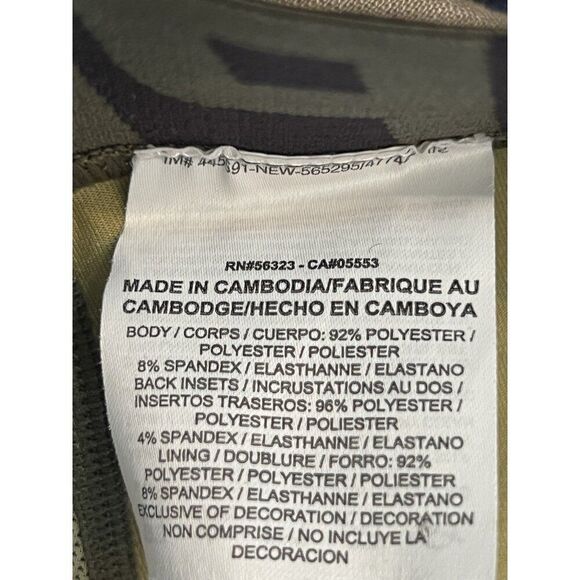 RN#56323 - CA#05553
MADE IN CAMBODIA/FABRIQUE AU
CAMBODGE/HECHO EN CAMBOYA
BODY / CORPS / CUERPO: 92% POLYESTER /
POLYESTER / POLIESTER
8% SPANDEX / ELASTHANNE / ELASTANO
BACK INSETS / INCRUSTATIONS AU DOS /
INSERTOS TRASEROS: 96% POLYESTER /
POLYESTER / POLIESTER
4% SPANDEX / ELASTHANNE / ELASTANO
LINING / DOUBLURE / FORRO: 92%
POLYESTER / POLYESTER / POLIESTER
8% SPANDEX / ELASTHANNE / ELASTANO
EXCLUSIVE OF DECORATION / DECORATION
NON COMPRISE / NO INCLUYE LA
DECORACION